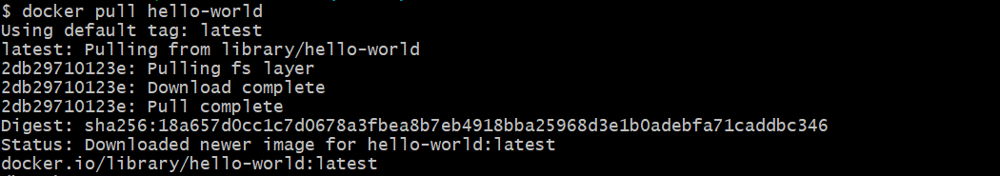 $ docker pull hello-world
Using default tag: latest
latest: Pulling from library/hello-world
2db29710123e: Pulling fs layer
2db29710123e: Download complete
2db29710123e: Pull complete
Digest: sha256:18a657d0cc1c7d0678a3fbea8b7eb4918bba25968d3e1b0adebfa71caddbc346
Status: Downloaded newer image for hello-world:latest
docker.io/library/hello-world:latest